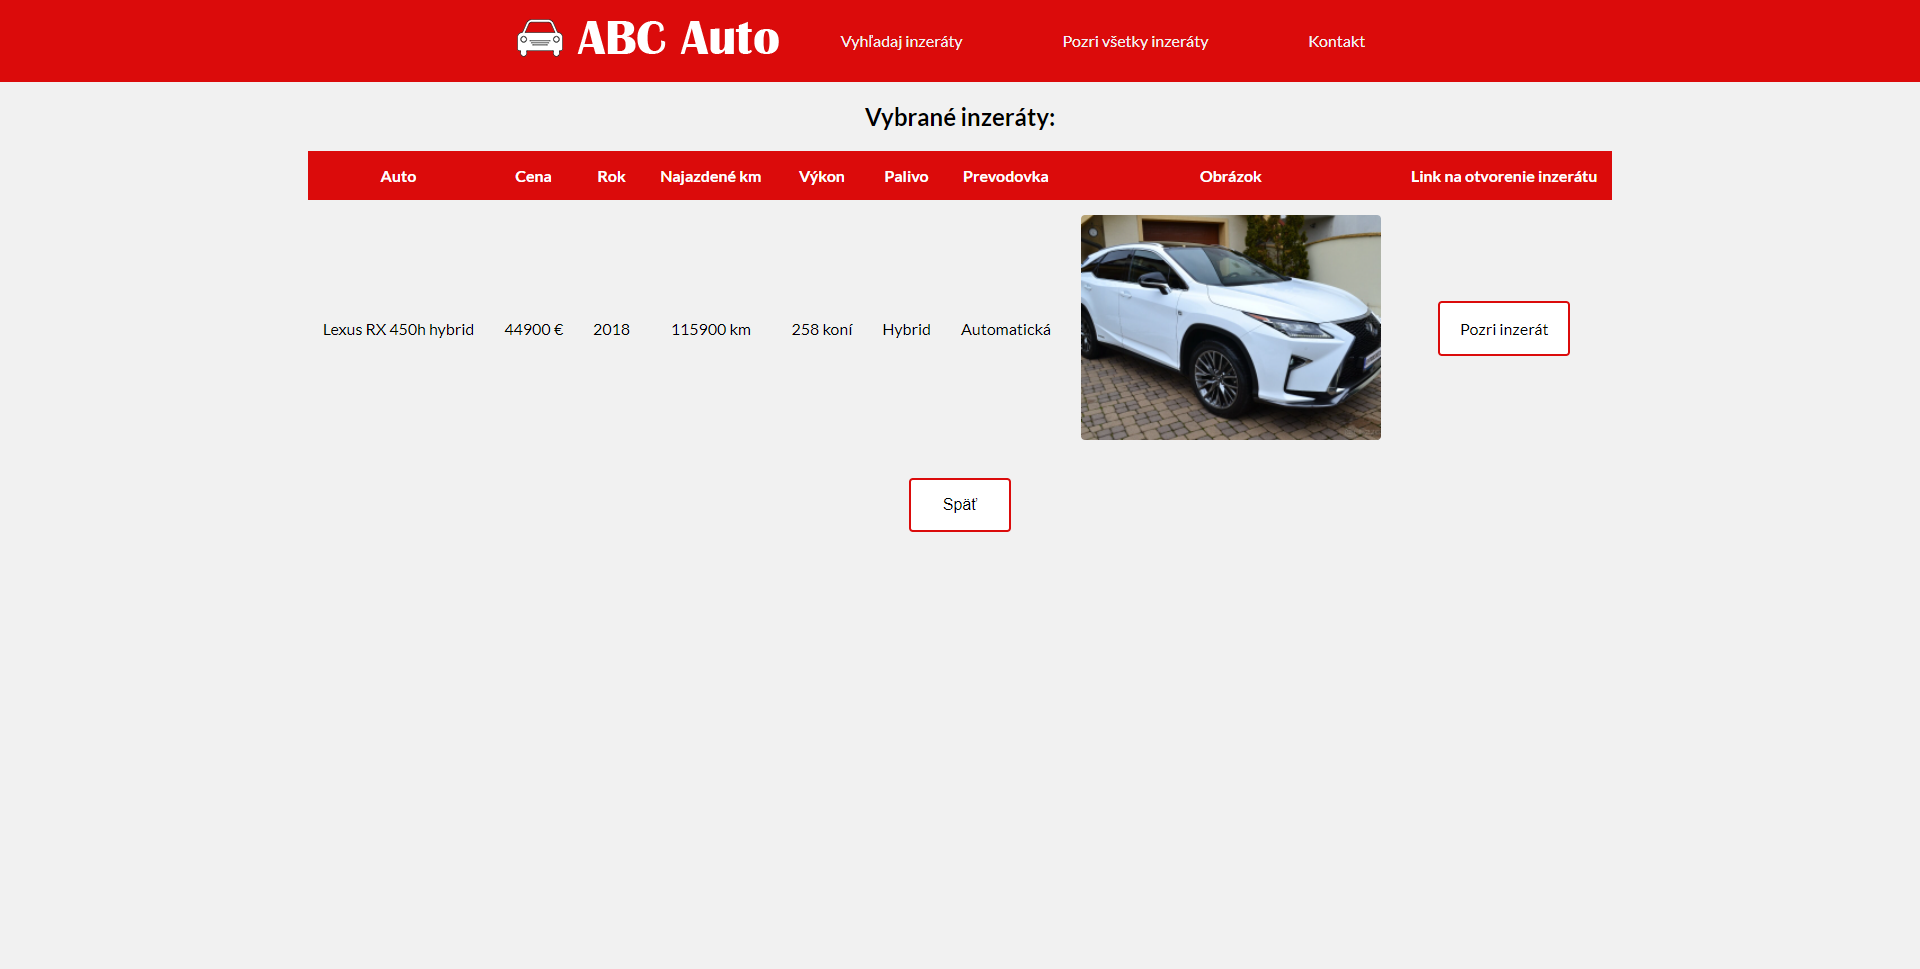 ABC Auto
Vyhľadaj inzeráty
Pozri všetky inzeráty
Kontakt
Vybrané inzeráty:
Auto Cena Rok Najazdené km Výkon Palivo Prevodovka Obrázok Link na otvorenie inzerátu
Lexus RX 450h hybrid 44900 € 2018 115900 km 258 koní Hybrid Automatická Pozri inzerát
Späť